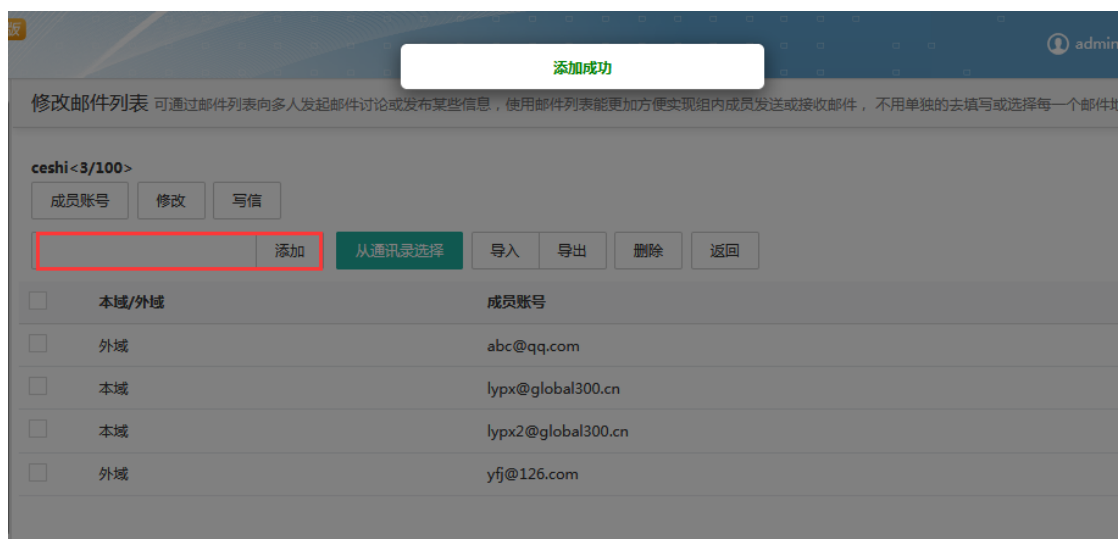 版
admin
添加成功
修改邮件列表 可通过邮件列表向多人发起邮件讨论或发布某些信息，使用邮件列表能更加方便实现组内成员发送或接收邮件， 不用单独的去填写或选择每一个邮件地
ceshi<3/100>
成员账号 修改 写信
添加 从通讯录选择 导入 导出 删除 返回
本域/外域 成员账号
外域 abc@qq.com
本域 lypx@global300.cn
本域 lypx2@global300.cn
外域 yfj@126.com